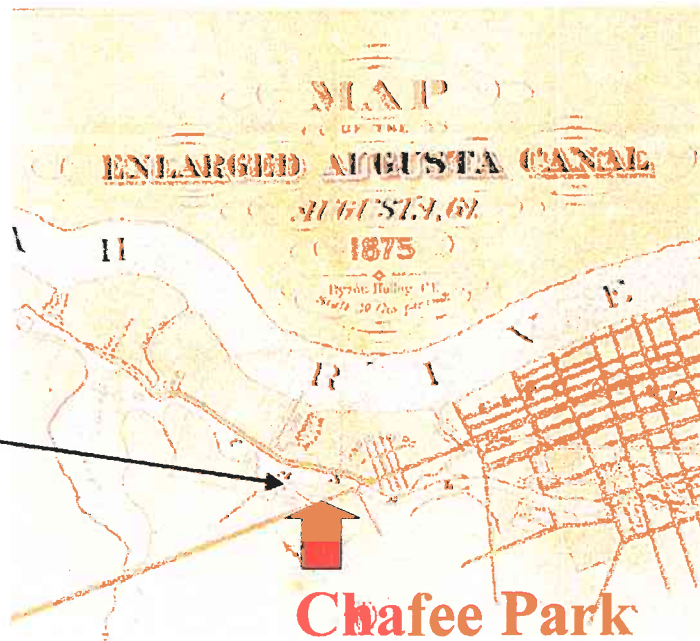 MAP
OF THE
ENLARGED AUGUSTA CANAL
AUGUSTA, GA.
1875
A H R I V E
Chafee Park